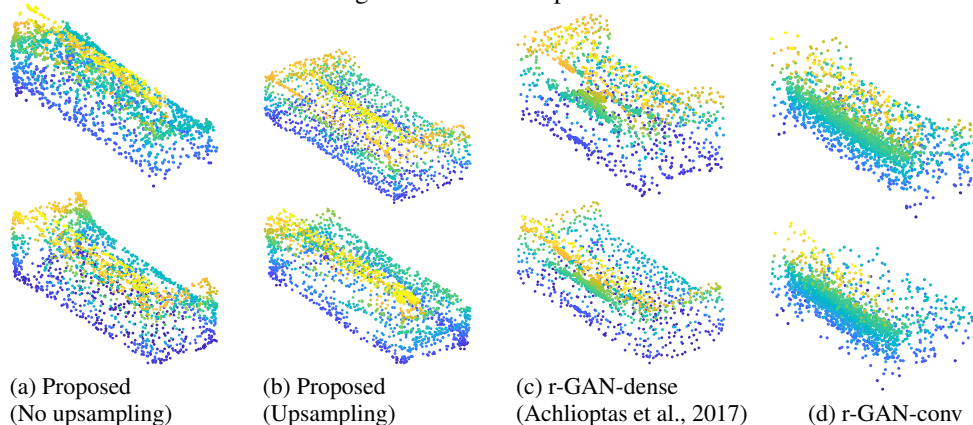 (a) Proposed
(No upsampling)
(b) Proposed
(Upsampling)
(c) r-GAN-dense
(Achlioptas et al., 2017)
(d) r-GAN-conv